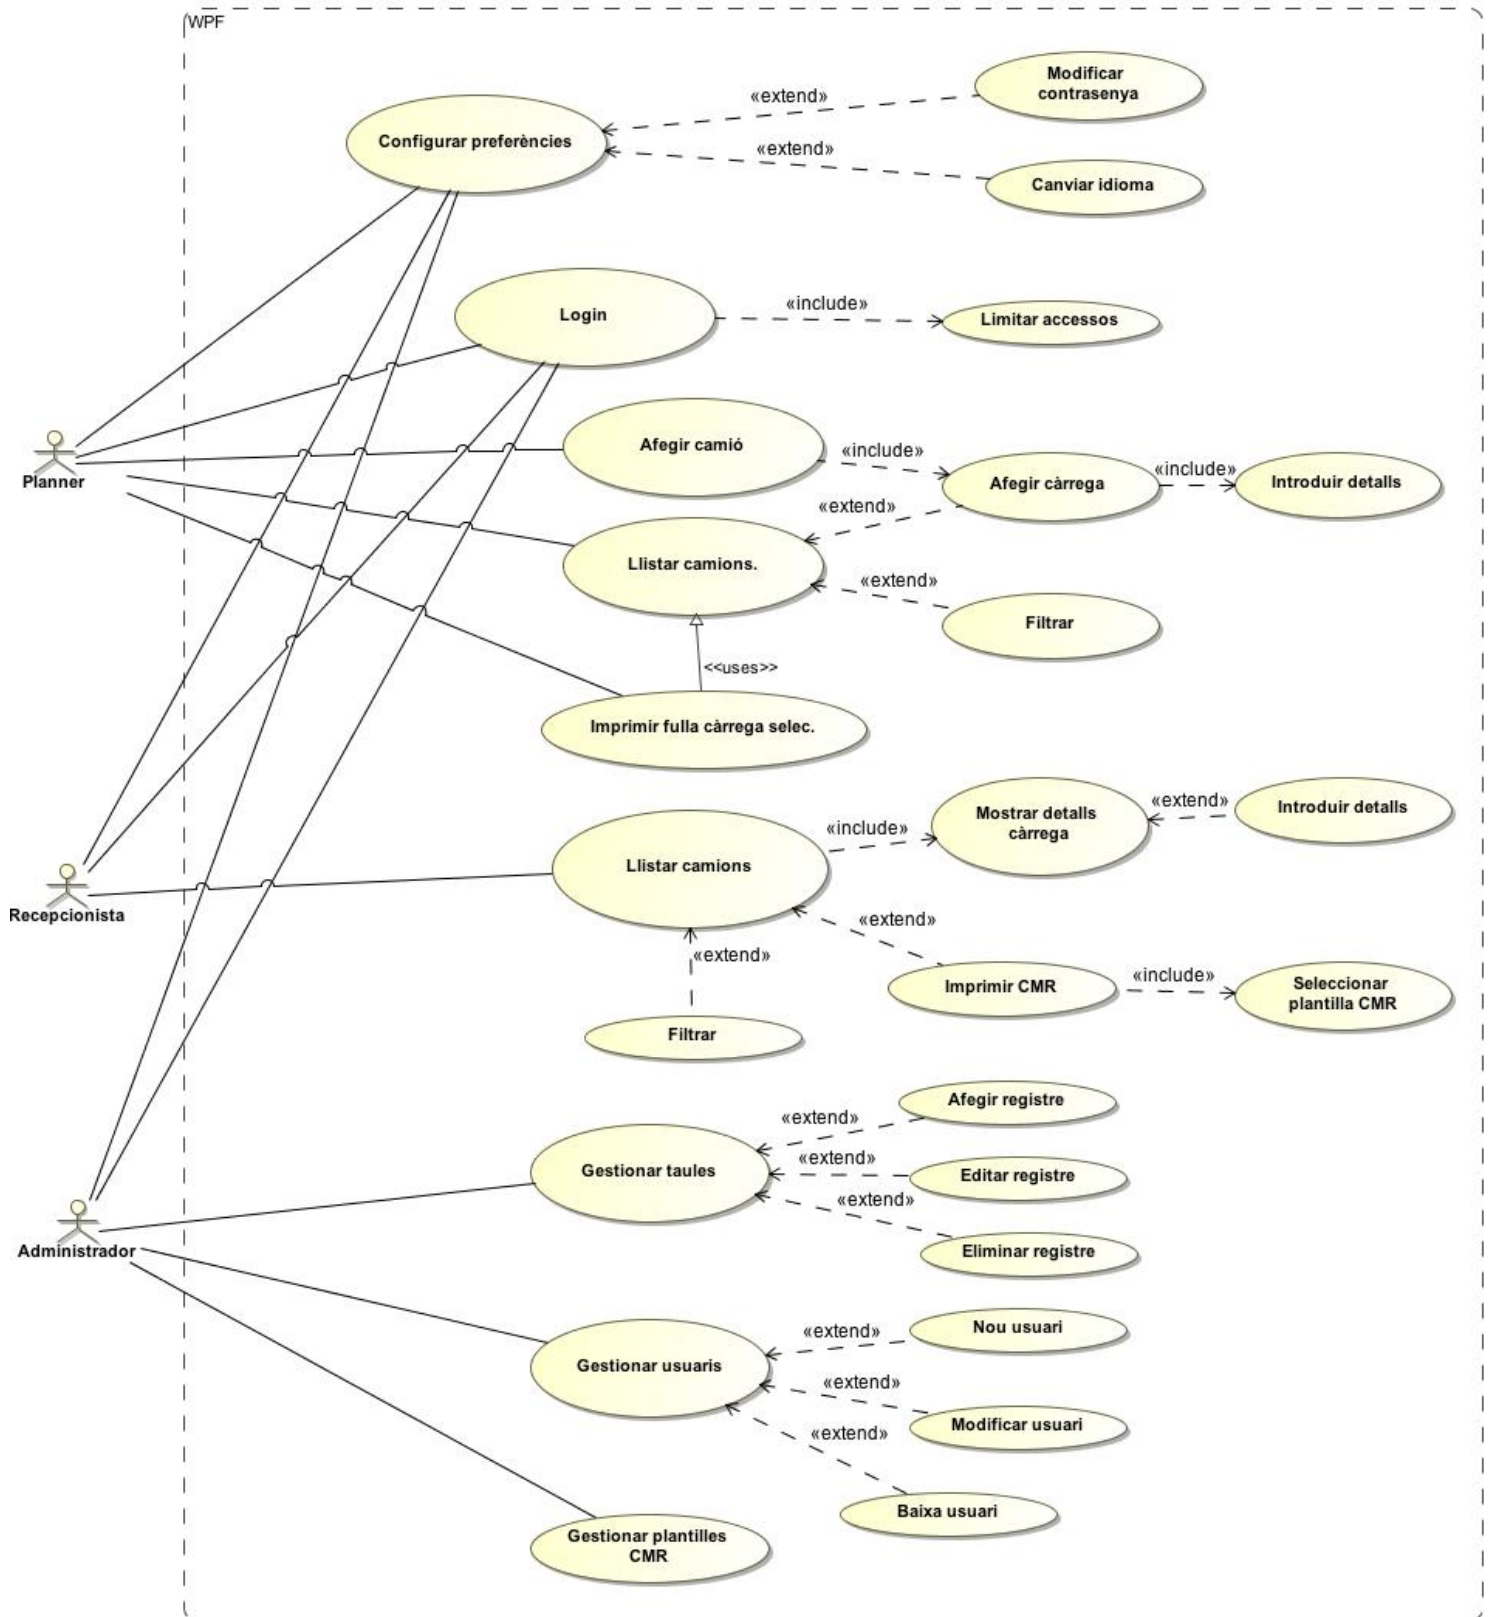 WPF
Modificar
contrasenya
«extend»
Configurar preferències
«extend»
Canviar idioma
Login
«include»
Limitar accessos
Planner
Afegir camió
«include»
Afegir càrrega
«include»
Introduir detalls
«extend»
Llistar camions.
«extend»
Filtrar
<<uses>>
Imprimir fulla càrrega selec.
Recepcionista
Llistar camions
«include»
Mostrar detalls
càrrega
«extend»
Introduir detalls
«extend»
«extend»
Imprimir CMR
«include»
Seleccionar
plantilla CMR
Filtrar
Administrador
Gestionar taules
«extend»
Afegir registre
«extend»
Editar registre
«extend»
Eliminar registre
Gestionar usuaris
«extend»
Nou usuari
«extend»
Modificar usuari
«extend»
Baixa usuari
Gestionar plantilles
CMR